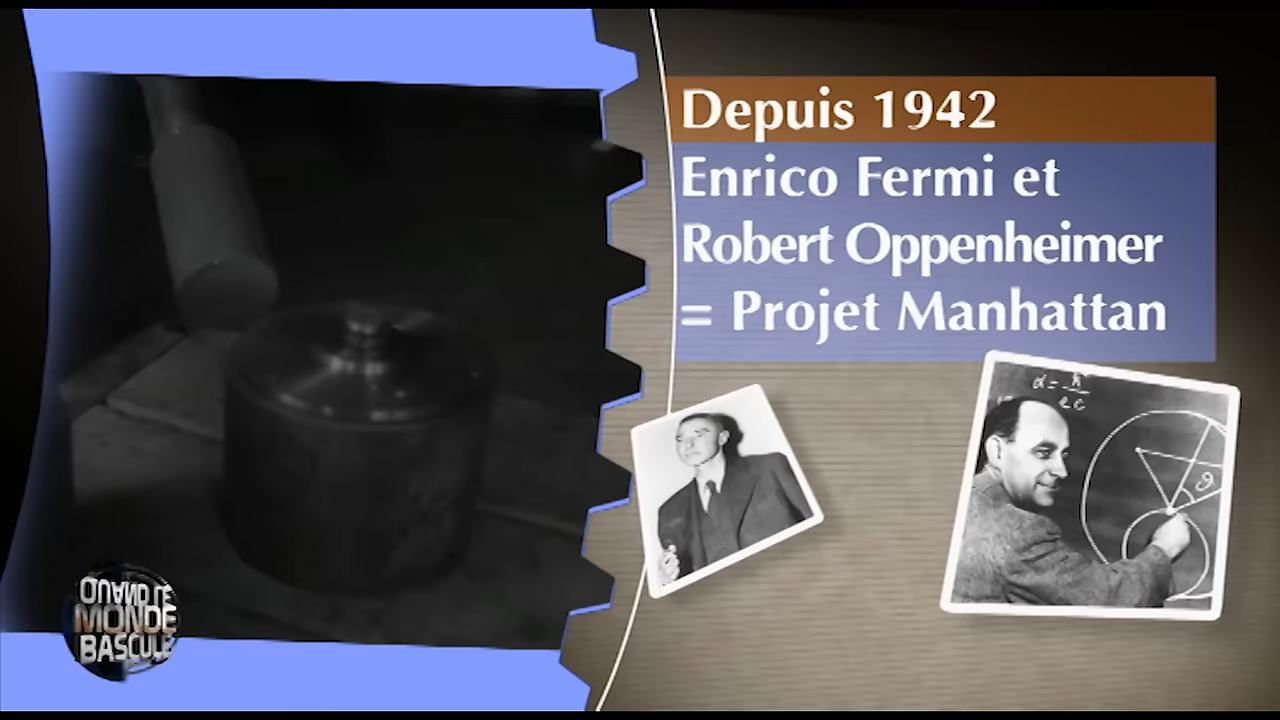 Depuis 1942
Enrico Fermi et
Robert Oppenheimer
= Projet Manhattan
QUAND LE
MONDE
BASCULE